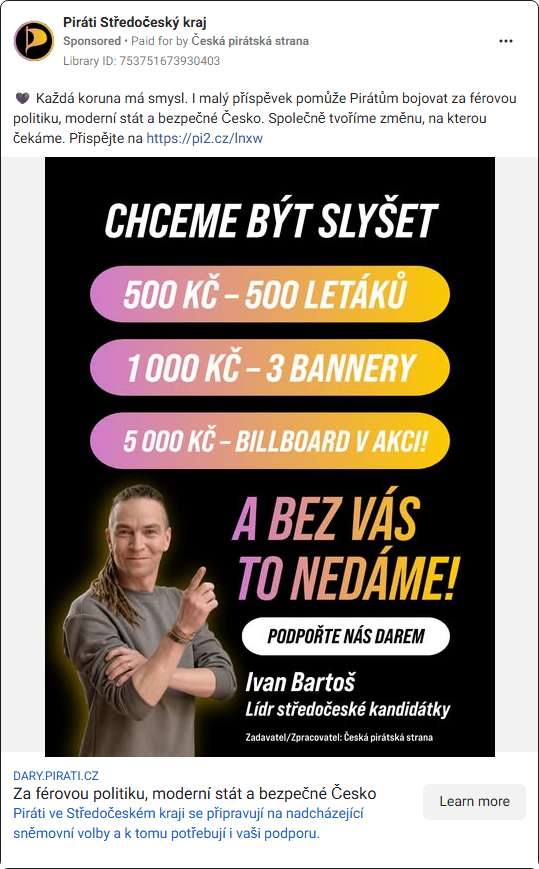 Piráti Středočeský kraj
Sponsored • Paid for by Česká pirátská strana
Library ID: 753751673930403
🖤 Každá koruna má smysl. I malý příspěvek pomůže Pirátům bojovat za férovou
politiku, moderní stát a bezpečné Česko. Společně tvoříme změnu, na kterou
čekáme. Přispějte na https://pi2.cz/lnxw
CHCEME BÝT SLYŠET
500 KČ – 500 LETÁKŮ
1 000 KČ – 3 BANNERY
5 000 KČ – BILLBOARD V AKCI!
A BEZ VÁS
TO NEDÁME!
PODPOŘTE NÁS DAREM
Ivan Bartoš
Lídr středočeské kandidátky
Zadavatel/Zpracovatel: Česká pirátská strana
DARY.PIRATI.CZ
Za férovou politiku, moderní stát a bezpečné Česko
Piráti ve Středočeském kraji se připravují na nadcházející
sněmovní volby a k tomu potřebují i vaši podporu.
Learn more